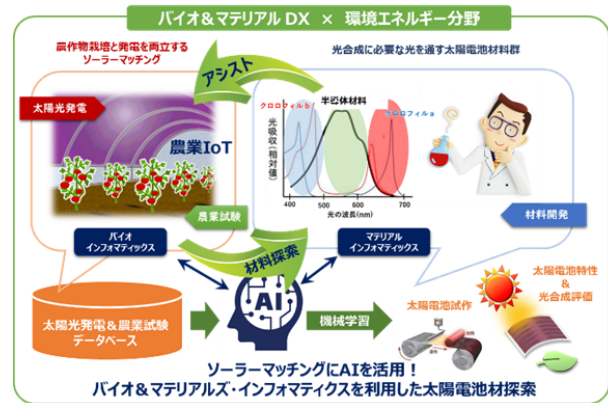 バイオ&マテリアルDX × 環境エネルギー分野
農作物栽培と発電を両立する
ソーラーマッチング
光合成に必要な光を通す太陽電池材料群
アシスト
太陽光発電
農業IoT
農業試験
クロロフィルb
半導体材料
クロロフィルa
光吸収(相対値)
400
500
600
700
光の波長(nm)
材料開発
バイオ
インフォマティックス
材料探索
マテリアル
インフォマティックス
太陽光発電&農業試験
データベース
AI
機械学習
太陽電池試作
太陽電池特性
&
光合成評価
ソーラーマッチングにAIを活用!
バイオ&マテリアルズ・インフォマティクスを利用した太陽電池材探索